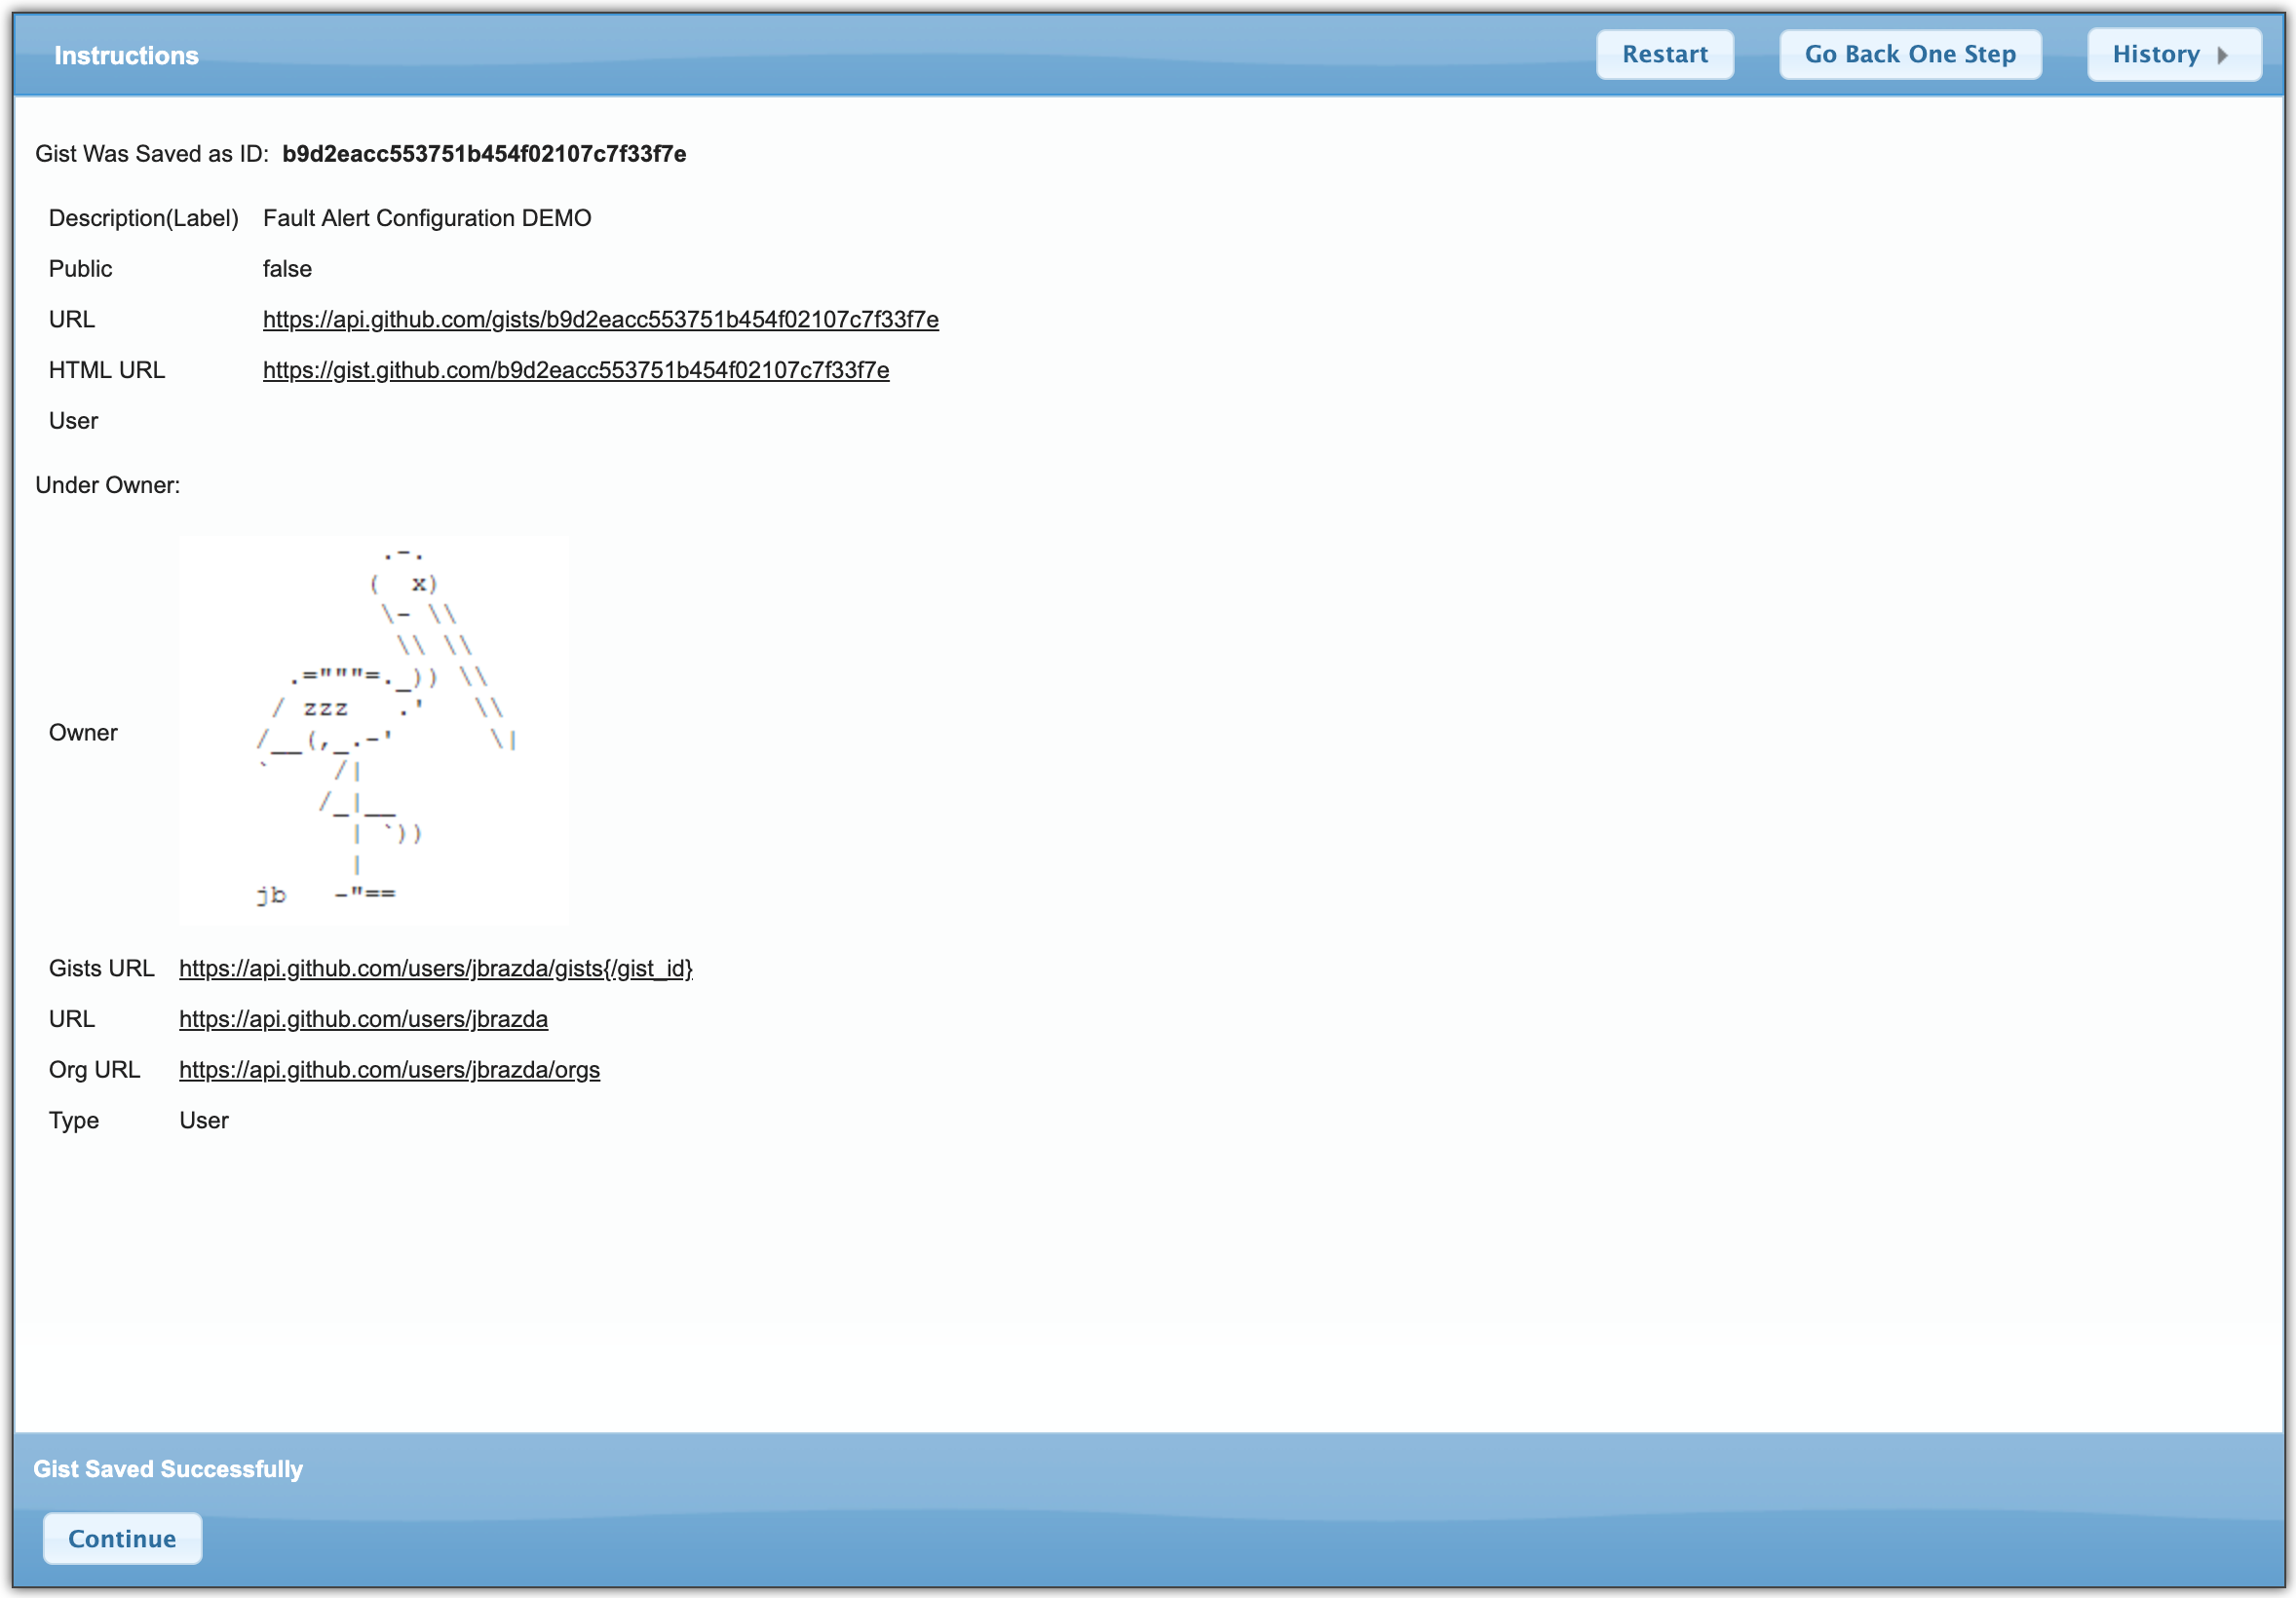 Instructions
Restart
Go Back One Step
History
Gist Was Saved as ID: b9d2eacc553751b454f02107c7f33f7e
Description(Label) Fault Alert Configuration DEMO
Public false
URL https://api.github.com/gists/b9d2eacc553751b454f02107c7f33f7e
HTML URL https://gist.github.com/b9d2eacc553751b454f02107c7f33f7e
User
Under Owner:
Owner
.-.
(  x)
\- \\
\\ \\
.="""=._)) \\
/ zzz   .'   \\
/__(,_.-'      \|
`    /|
/_|__
| `))
|
jb   -"==
Gists URL https://api.github.com/users/jbrazda/gists{/gist_id}
URL https://api.github.com/users/jbrazda
Org URL https://api.github.com/users/jbrazda/orgs
Type User
Gist Saved Successfully
Continue